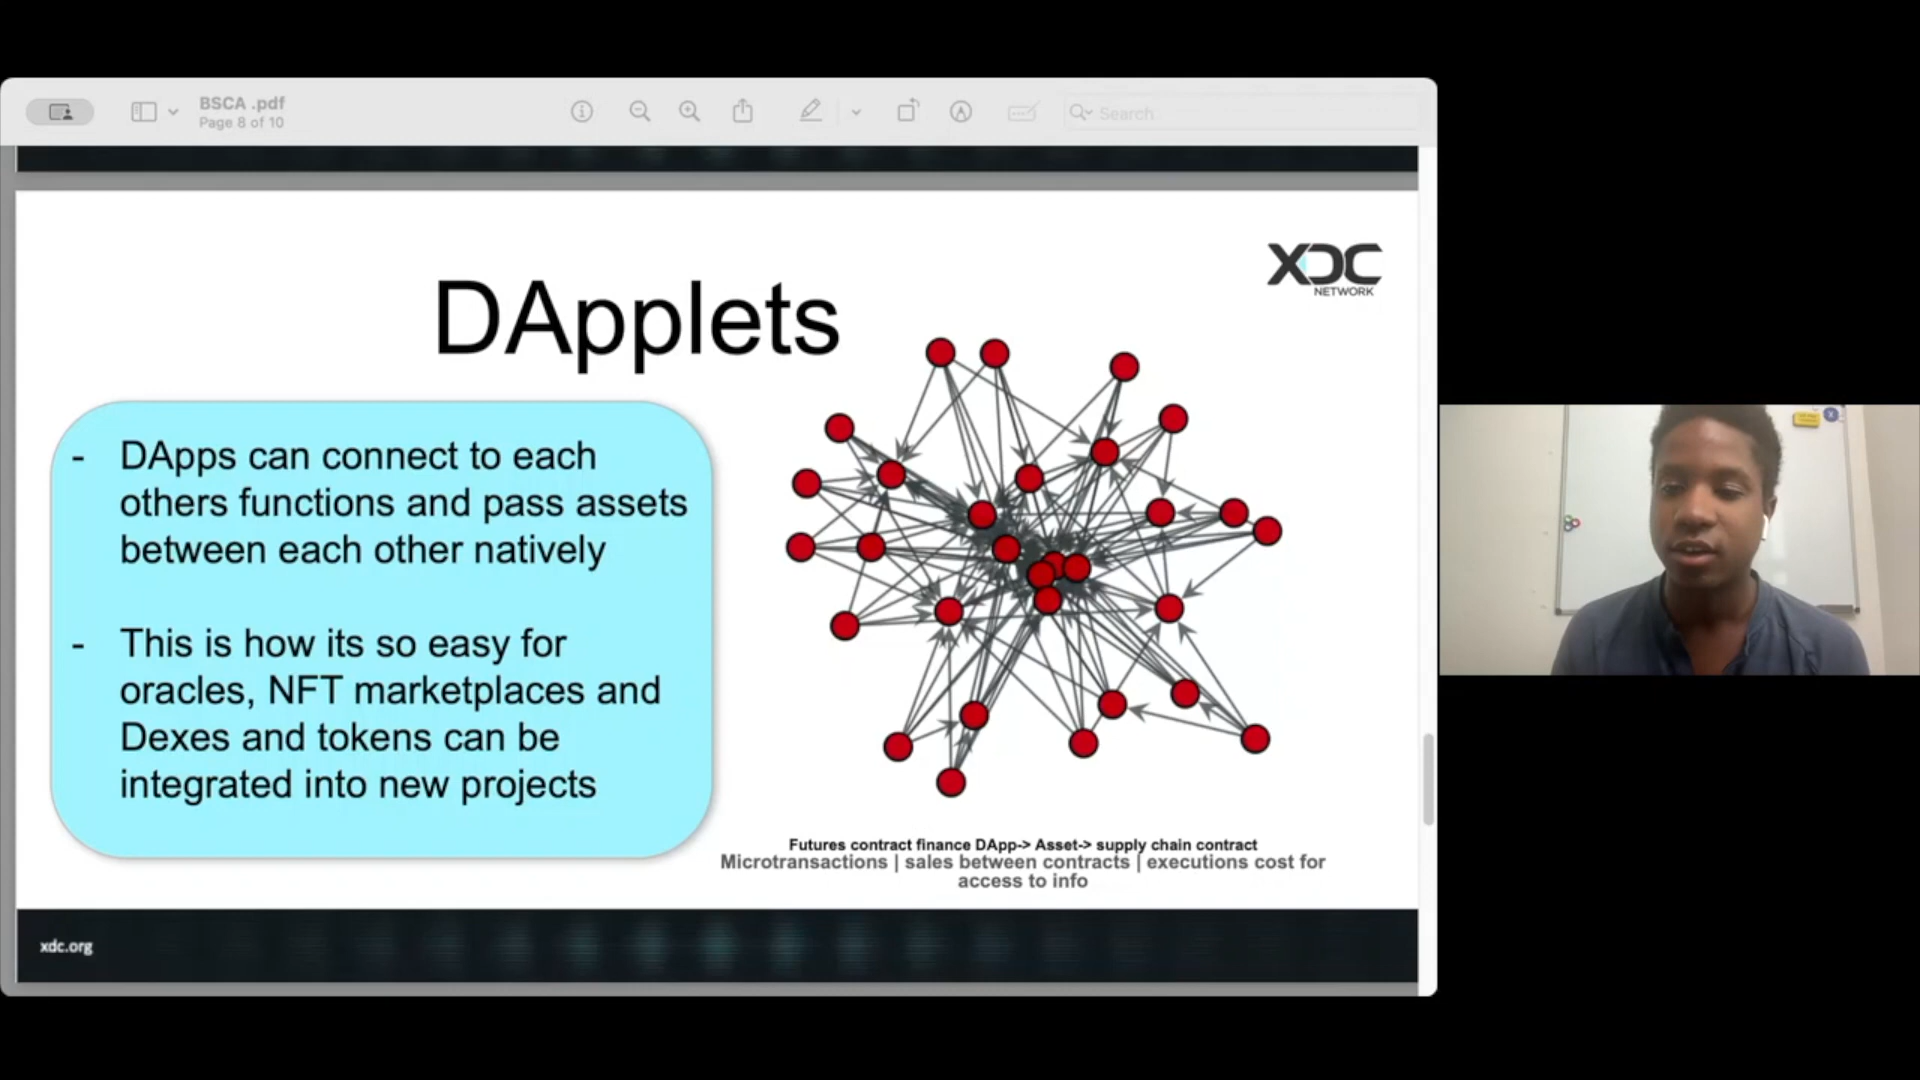 BSCA .pdf
Page 8 of 10
Search
XDC
NETWORK
DApplets
- DApps can connect to each
others functions and pass assets
between each other natively
- This is how its so easy for
oracles, NFT marketplaces and
Dexes and tokens can be
integrated into new projects
Futures contract finance DApp-> Asset-> supply chain contract
Microtransactions | sales between contracts | executions cost for
access to info
xdc.org